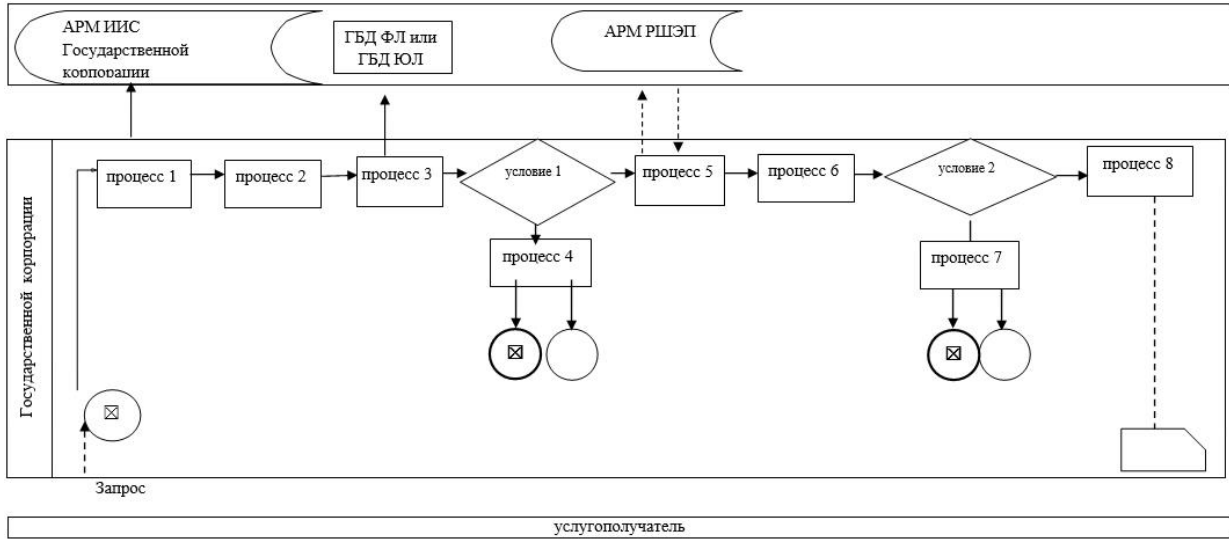 АРМ ИИС
Государственной
корпорации
ГБД ФЛ или
ГБД ЮЛ
АРМ РШЭП
Государственной корпорации
процесс 1
процесс 2
процесс 3
условие 1
процесс 5
процесс 6
условие 2
процесс 8
процесс 4
процесс 7
Запрос
услугополучатель